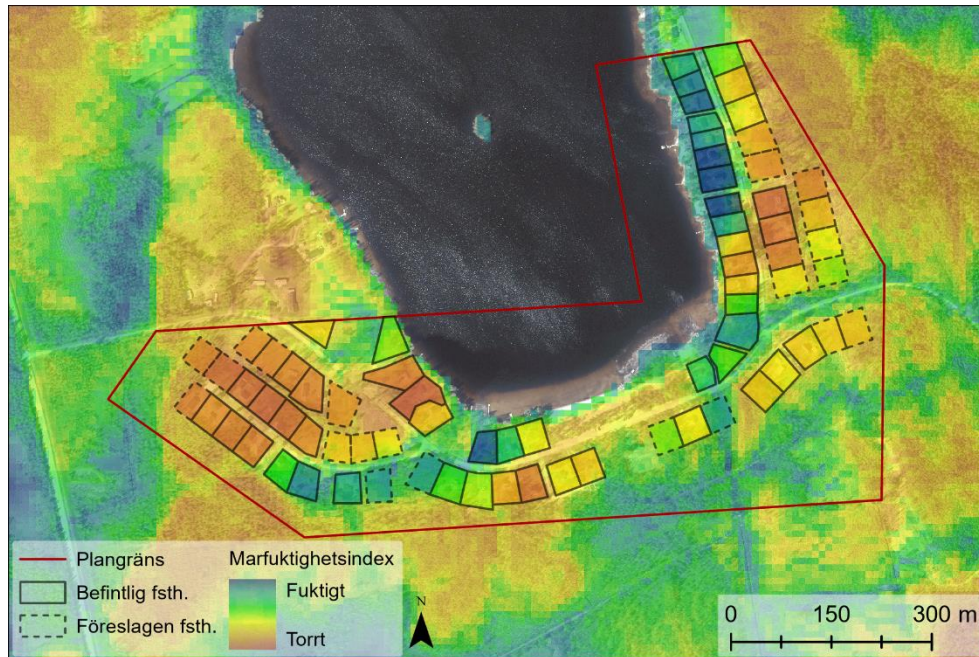 Plangräns
Befintlig fsth.
Föreslagen fsth.
Marfuktighetsindex
Fuktigt
Torrt
N
0 150 300 m